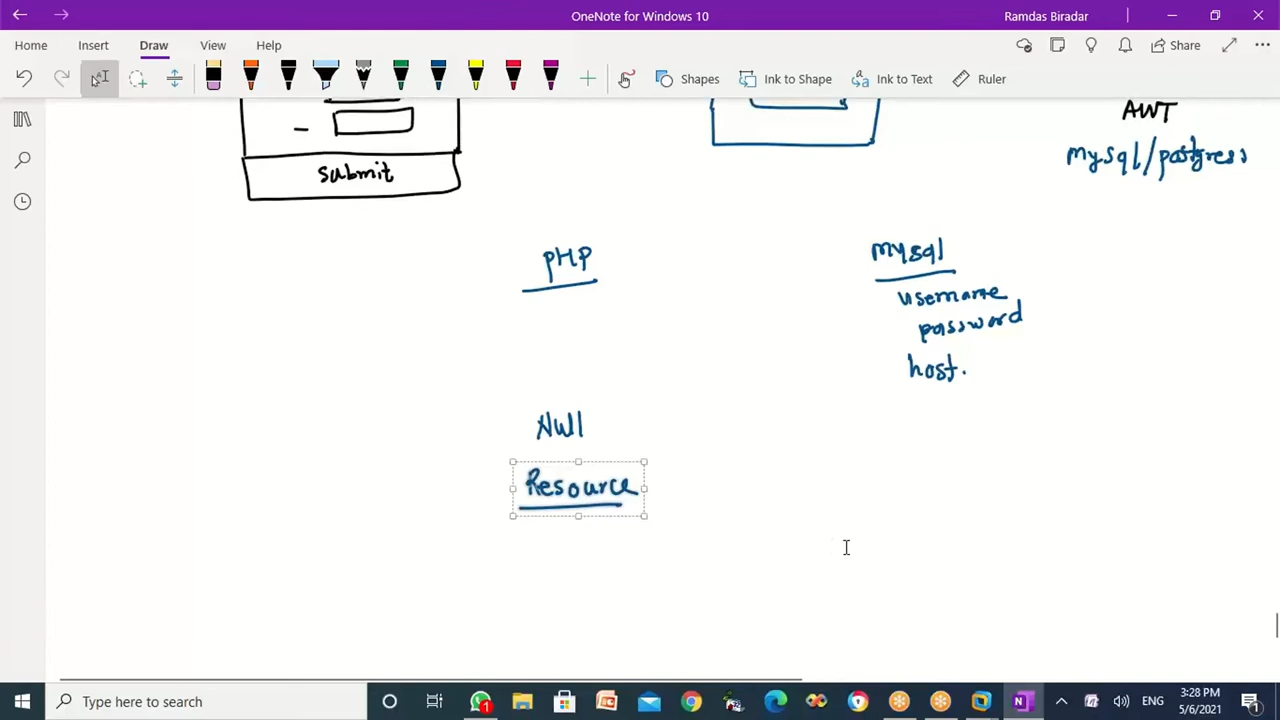 OneNote for Windows 10
Ramdas Biradar
Home Insert Draw View Help
Share
Shapes Ink to Shape Ink to Text Ruler
AWT
mysql/postgress
submit
PHP
mysql
username
password
host.
NUll
Resource
Type here to search
1
ENG
3:28 PM
5/6/2021
1